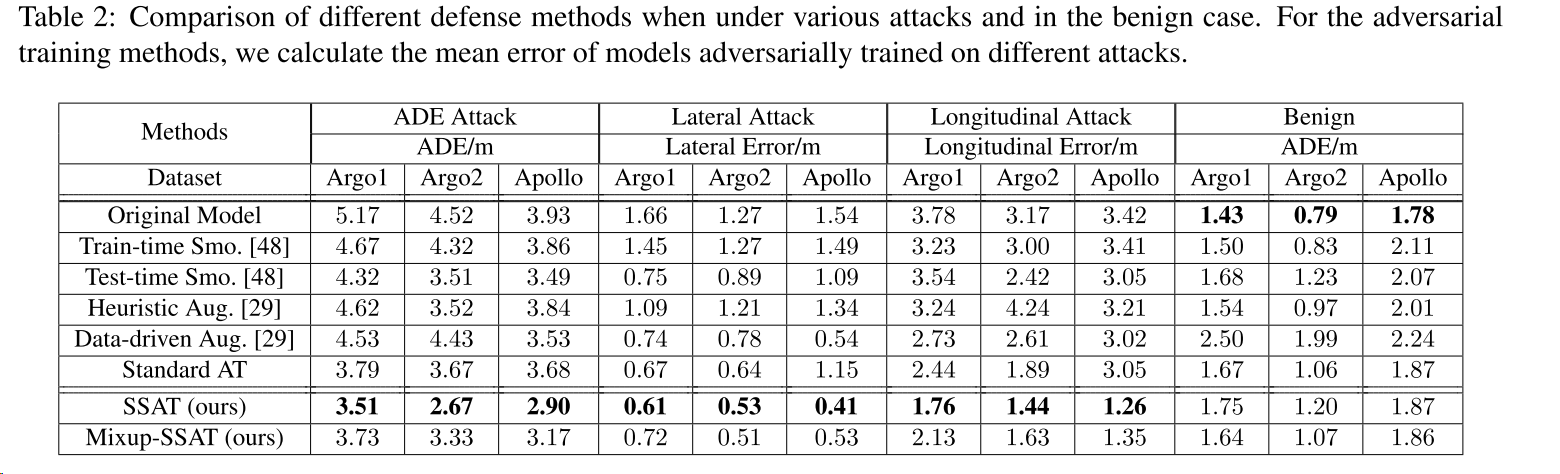 Table 2: Comparison of different defense methods when under various attacks and in the benign case. For the adversarial
training methods, we calculate the mean error of models adversarially trained on different attacks.
Methods ADE Attack Lateral Attack Longitudinal Attack Benign
ADE/m Lateral Error/m Longitudinal Error/m ADE/m
Dataset Argo1 Argo2 Apollo Argo1 Argo2 Apollo Argo1 Argo2 Apollo Argo1 Argo2 Apollo
Original Model 5.17 4.52 3.93 1.66 1.27 1.54 3.78 3.17 3.42 1.43 0.79 1.78
Train-time Smo. [48] 4.67 4.32 3.86 1.45 1.27 1.49 3.23 3.00 3.41 1.50 0.83 2.11
Test-time Smo. [48] 4.32 3.51 3.49 0.75 0.89 1.09 3.54 2.42 3.05 1.68 1.23 2.07
Heuristic Aug. [29] 4.62 3.52 3.84 1.09 1.21 1.34 3.24 4.24 3.21 1.54 0.97 2.01
Data-driven Aug. [29] 4.53 4.43 3.53 0.74 0.78 0.54 2.73 2.61 3.02 2.50 1.99 2.24
Standard AT 3.79 3.67 3.68 0.67 0.64 1.15 2.44 1.89 3.05 1.67 1.06 1.87
SSAT (ours) 3.51 2.67 2.90 0.61 0.53 0.41 1.76 1.44 1.26 1.75 1.20 1.87
Mixup-SSAT (ours) 3.73 3.33 3.17 0.72 0.51 0.53 2.13 1.63 1.35 1.64 1.07 1.86